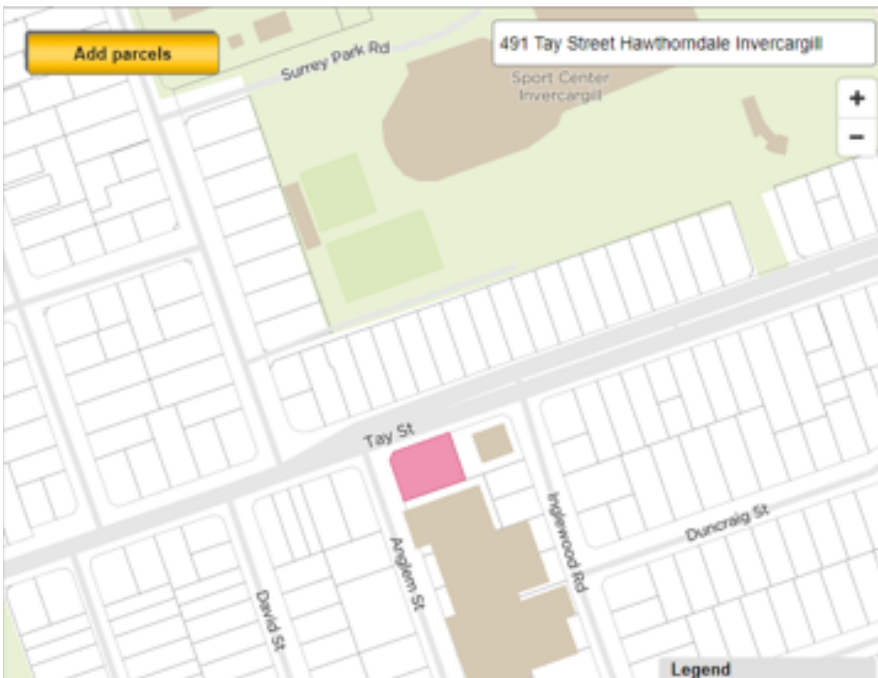 Add parcels
491 Tay Street Hawthorndale Invercargill
Surrey Park Rd
Sport Center
Invercargill
+
−
Tay St
Inglewood Rd
Duncraig St
Anglem St
David St
Legend